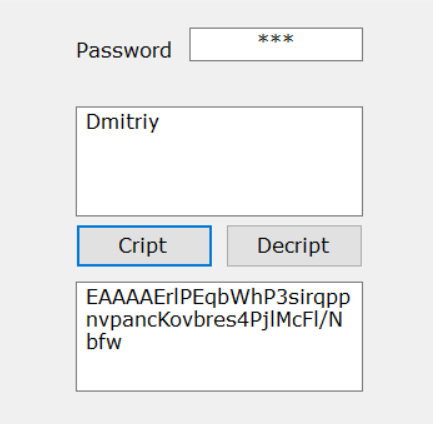 Password ***
Dmitriy
Cript Decript
EAAAAErlPEqbWhP3sirqpp
nvpancKovbres4PjlMcFl/N
bfw